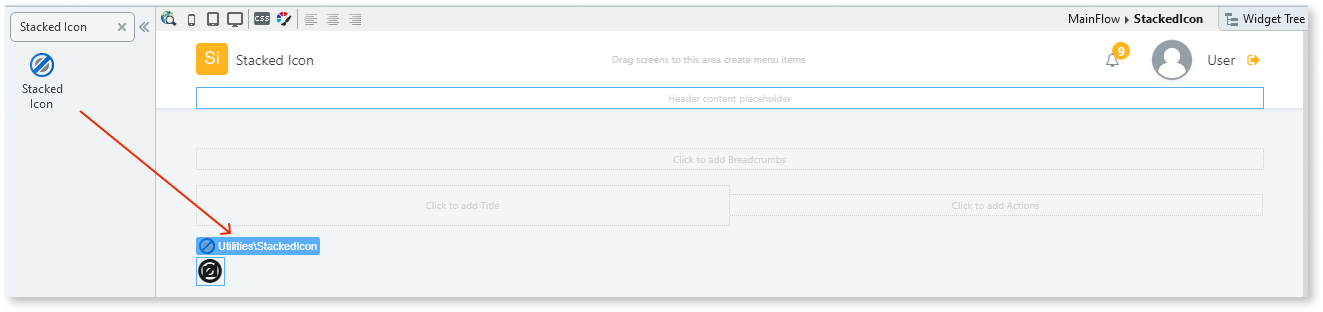 Stacked Icon
CSS
MainFlow StackedIcon
Widget Tree
Stacked
Icon
Si
Stacked Icon
Drag screens to this area create menu items
9
User
Header content placeholder
Click to add Breadcrumbs
Click to add Title
Click to add Actions
Utilities\StackedIcon